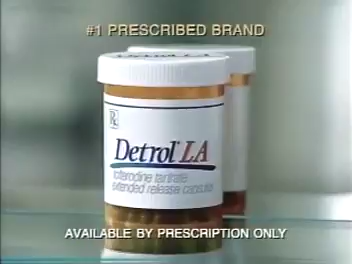 #1 PRESCRIBED BRAND
Rx
Detrol LA
tolterodine tartrate
extended release capsules
AVAILABLE BY PRESCRIPTION ONLY